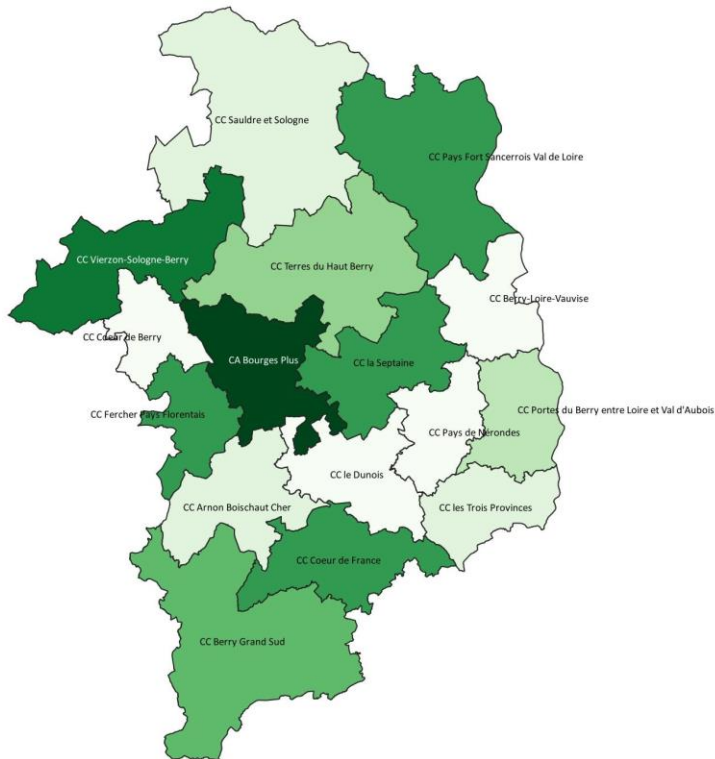 CC Sauldre et Sologne
CC Pays Fort Sancerrois Val de Loire
CC Vierzon-Sologne-Berry
CC Terres du Haut Berry
CC Berry-Loire-Vauvise
CC Coeur de Berry
CA Bourges Plus
CC la Septaine
CC Fercher Pays Florentais
CC Portes du Berry entre Loire et Val d'Aubois
CC Pays de Nérondes
CC le Dunois
CC Arnon Boischaut Cher
CC les Trois Provinces
CC Coeur de France
CC Berry Grand Sud